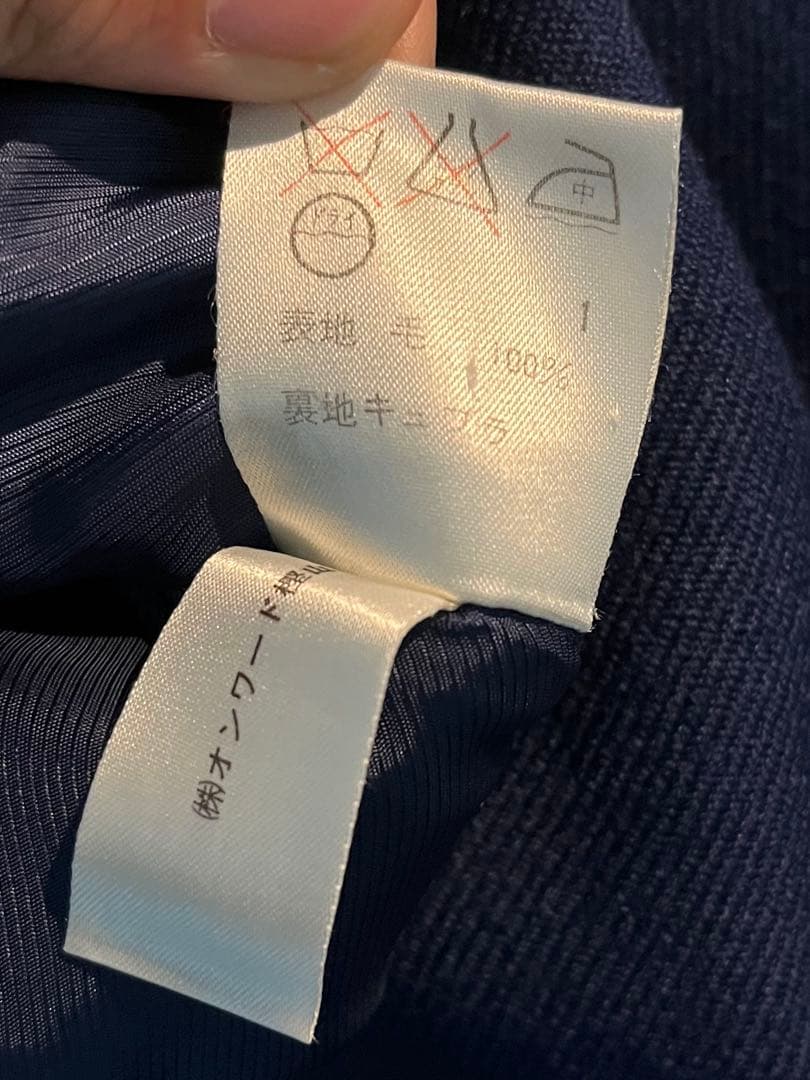 中
ドライ
1
表地 毛 100%
裏地キュプラ
㈱オンワード樫山